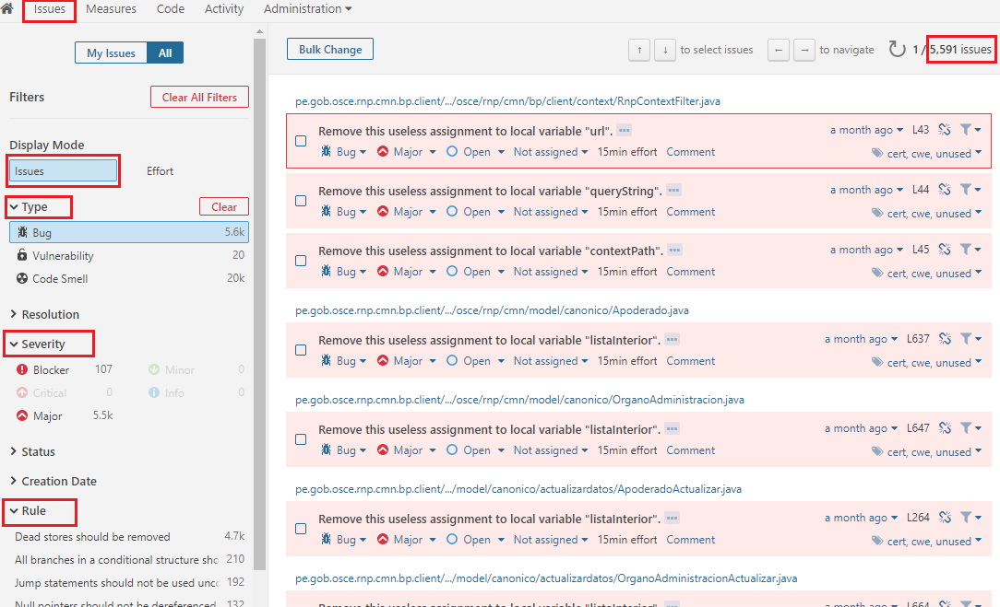 Issues Measures Code Activity Administration
My Issues All
Bulk Change ↑ ↓ to select issues ← → to navigate 1 / 5,591 issues
Filters Clear All Filters
Display Mode
Issues Effort
Type Clear
Bug 5.6k
Vulnerability 20
Code Smell 20k
Resolution
Severity
Blocker 107 Minor 0
Critical 0 Info 0
Major 5.5k
Status
Creation Date
Rule
Dead stores should be removed 4.7k
All branches in a conditional structure sho 210
Jump statements should not be used unco 192
Null pointers should not be dereferenced 132
pe.gob.osce.rnp.cmn.bp.client/.../osce/rnp/cmn/bp/client/context/RnpContextFilter.java
Remove this useless assignment to local variable "url". ... a month ago L43
Bug Major Open Not assigned 15min effort Comment cert, cwe, unused
Remove this useless assignment to local variable "queryString". ... a month ago L44
Bug Major Open Not assigned 15min effort Comment cert, cwe, unused
Remove this useless assignment to local variable "contextPath". ... a month ago L45
Bug Major Open Not assigned 15min effort Comment cert, cwe, unused
pe.gob.osce.rnp.cmn.bp.client/.../osce/rnp/cmn/model/canonico/Apoderado.java
Remove this useless assignment to local variable "listaInterior". ... a month ago L637
Bug Major Open Not assigned 15min effort Comment cert, cwe, unused
pe.gob.osce.rnp.cmn.bp.client/.../osce/rnp/cmn/model/canonico/OrganoAdministracion.java
Remove this useless assignment to local variable "listaInterior". ... a month ago L647
Bug Major Open Not assigned 15min effort Comment cert, cwe, unused
pe.gob.osce.rnp.cmn.bp.client/.../model/canonico/actualizardatos/ApoderadoActualizar.java
Remove this useless assignment to local variable "listaInterior". ... a month ago L264
Bug Major Open Not assigned 15min effort Comment cert, cwe, unused
pe.gob.osce.rnp.cmn.bp.client/.../model/canonico/actualizardatos/OrganoAdministracionActualizar.java
Remove this useless assignment to local variable "listaInterior". ... a month ago L664